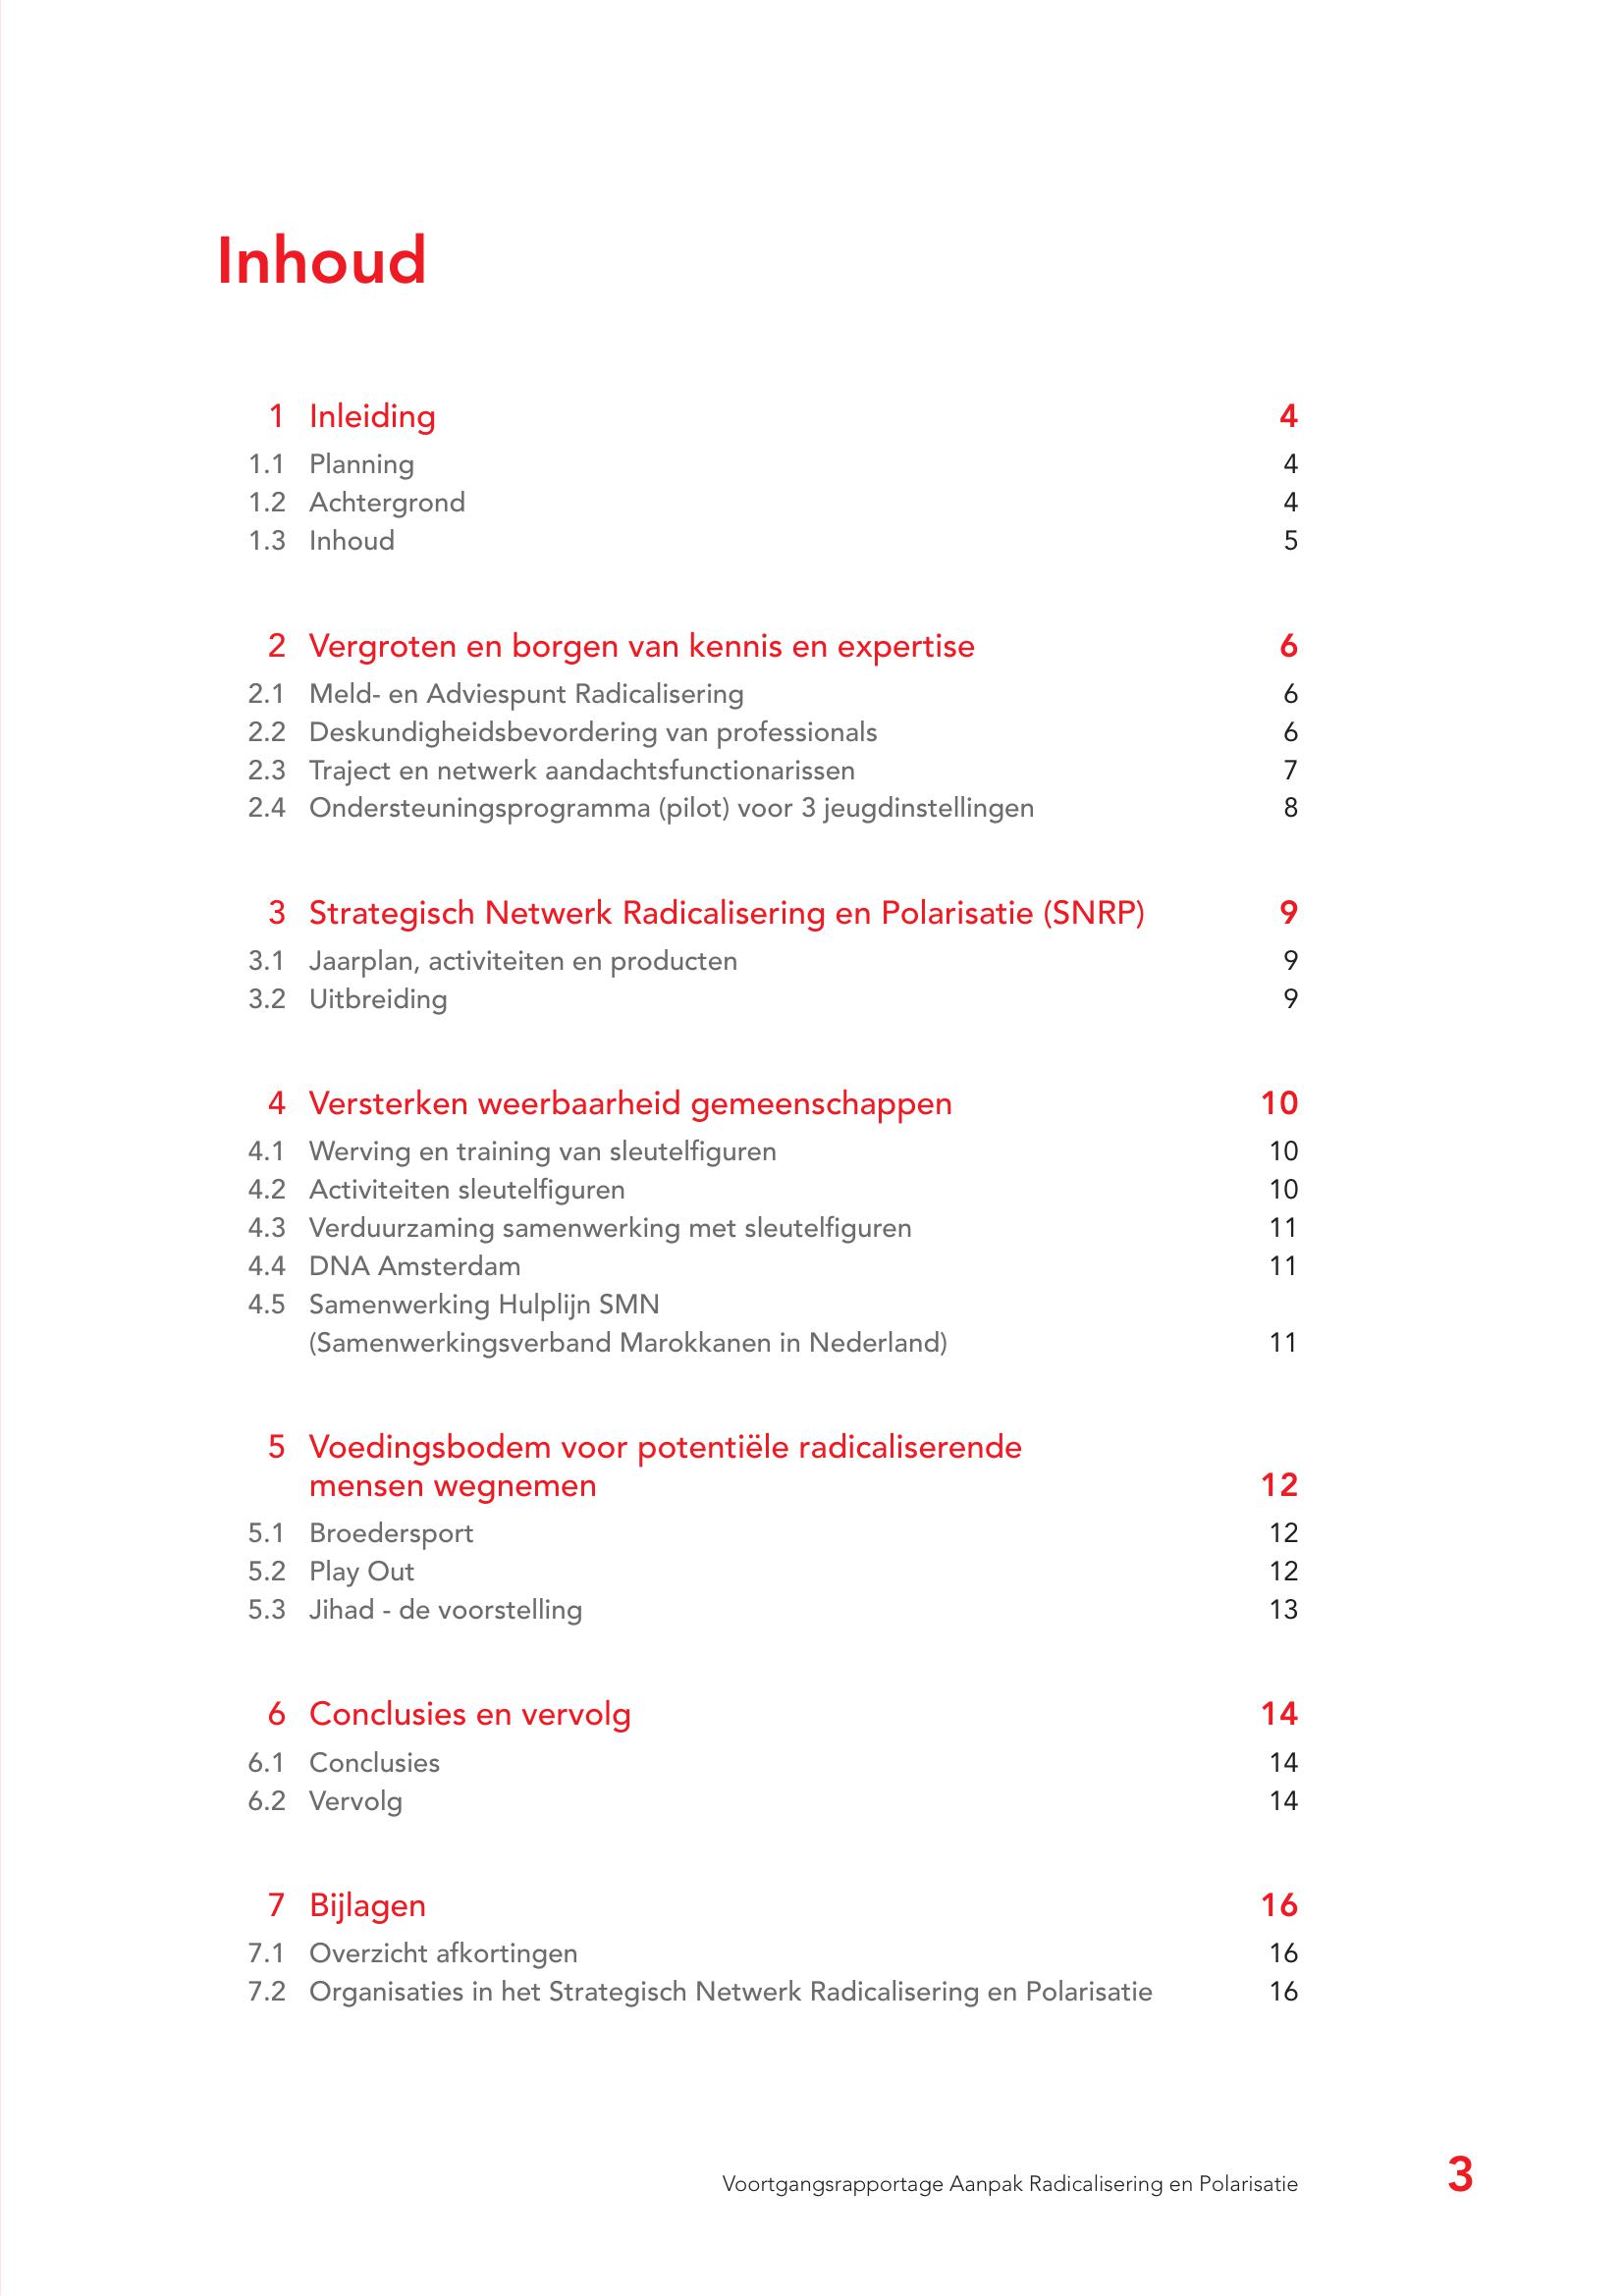 Inhoud
1 Inleiding 4
1.1 Planning 4
1.2 Achtergrond 4
1.3 Inhoud 5
2 Vergroten en borgen van kennis en expertise 6
2.1 Meld- en Adviespunt Radicalisering 6
2.2 Deskundigheidsbevordering van professionals 6
2.3 Traject en netwerk aandachtsfunctionarissen 7
2.4 Ondersteuningsprogramma (pilot) voor 3 jeugdinstellingen 8
3 Strategisch Netwerk Radicalisering en Polarisatie (SNRP) 9
3.1 Jaarplan, activiteiten en producten 9
3.2 Uitbreiding 9
4 Versterken weerbaarheid gemeenschappen 10
4.1 Werving en training van sleutelfiguren 10
4.2 Activiteiten sleutelfiguren 10
4.3 Verduurzaming samenwerking met sleutelfiguren 11
4.4 DNA Amsterdam 11
4.5 Samenwerking Hulplijn SMN
(Samenwerkingsverband Marokkanen in Nederland) 11
5 Voedingsbodem voor potentiële radicaliserende
mensen wegnemen 12
5.1 Broedersport 12
5.2 Play Out 12
5.3 Jihad - de voorstelling 13
6 Conclusies en vervolg 14
6.1 Conclusies 14
6.2 Vervolg 14
7 Bijlagen 16
7.1 Overzicht afkortingen 16
7.2 Organisaties in het Strategisch Netwerk Radicalisering en Polarisatie 16
Voortgangsrapportage Aanpak Radicalisering en Polarisatie 3